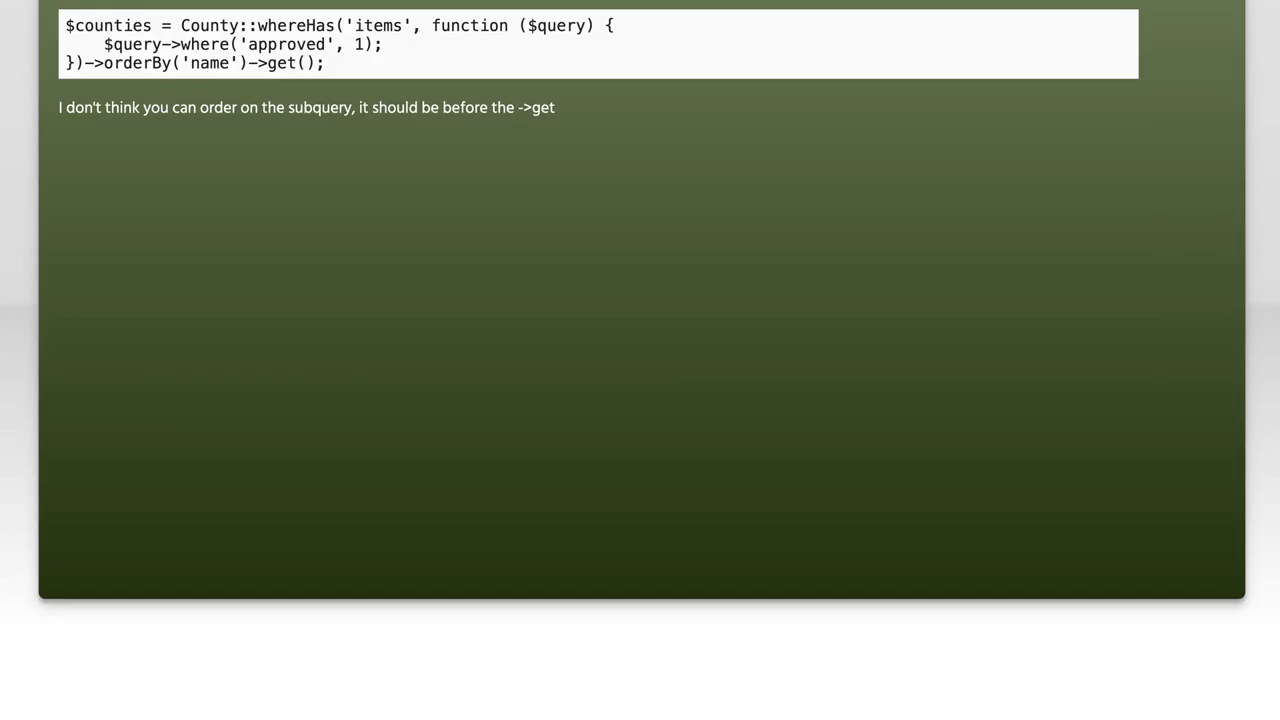 $counties = County::whereHas('items', function ($query) {
    $query->where('approved', 1);
})->orderBy('name')->get();
I don't think you can order on the subquery, it should be before the ->get